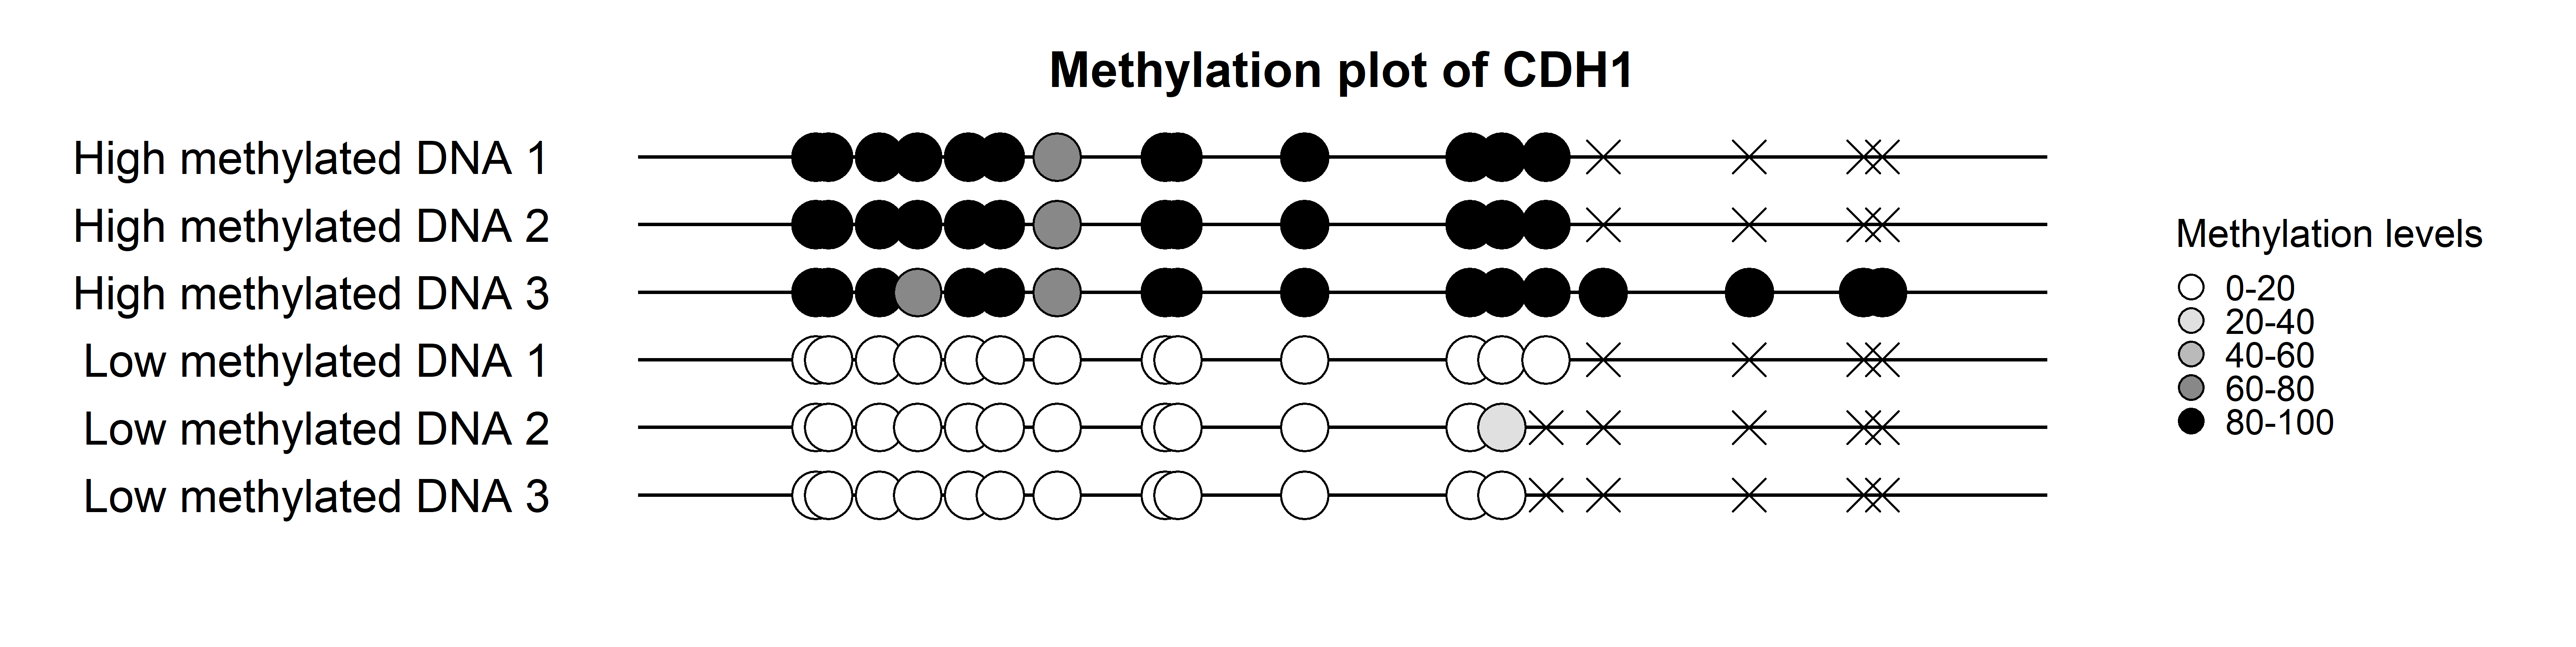 Methylation plot of CDH1
High methylated DNA 1
High methylated DNA 2
High methylated DNA 3
Low methylated DNA 1
Low methylated DNA 2
Low methylated DNA 3
Methylation levels
0-20
20-40
40-60
60-80
80-100